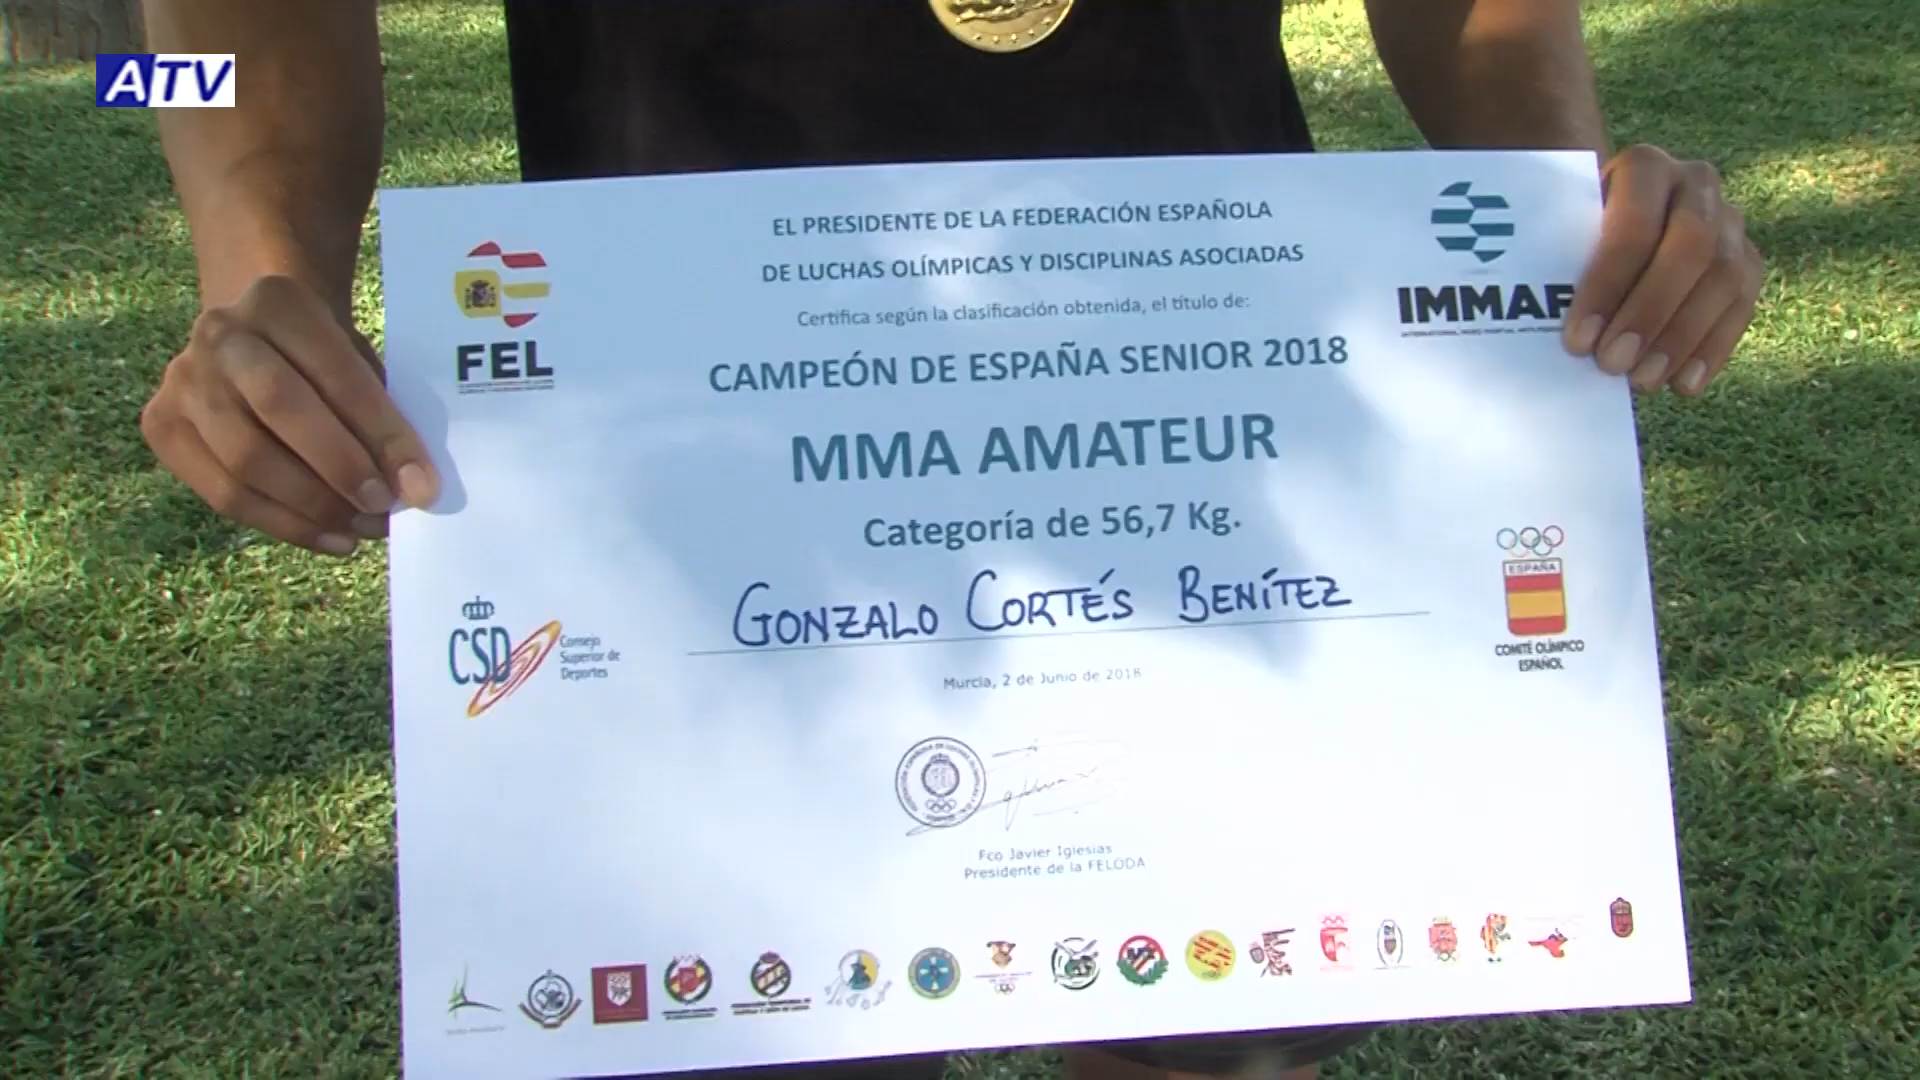 ATV
EL PRESIDENTE DE LA FEDERACIÓN ESPAÑOLA
DE LUCHAS OLÍMPICAS Y DISCIPLINAS ASOCIADAS
Certifica según la clasificación obtenida, el título de:
FEL
IMMAF
CAMPEÓN DE ESPAÑA SENIOR 2018
MMA AMATEUR
Categoría de 56,7 Kg.
GONZALO CORTÉS BENÍTEZ
CSD
Consejo
Superior de
Deportes
ESPAÑA
COMITÉ OLÍMPICO
ESPAÑOL
Murcia, 2 de Junio de 2018
Fco Javier Iglesias
Presidente de la FELODA